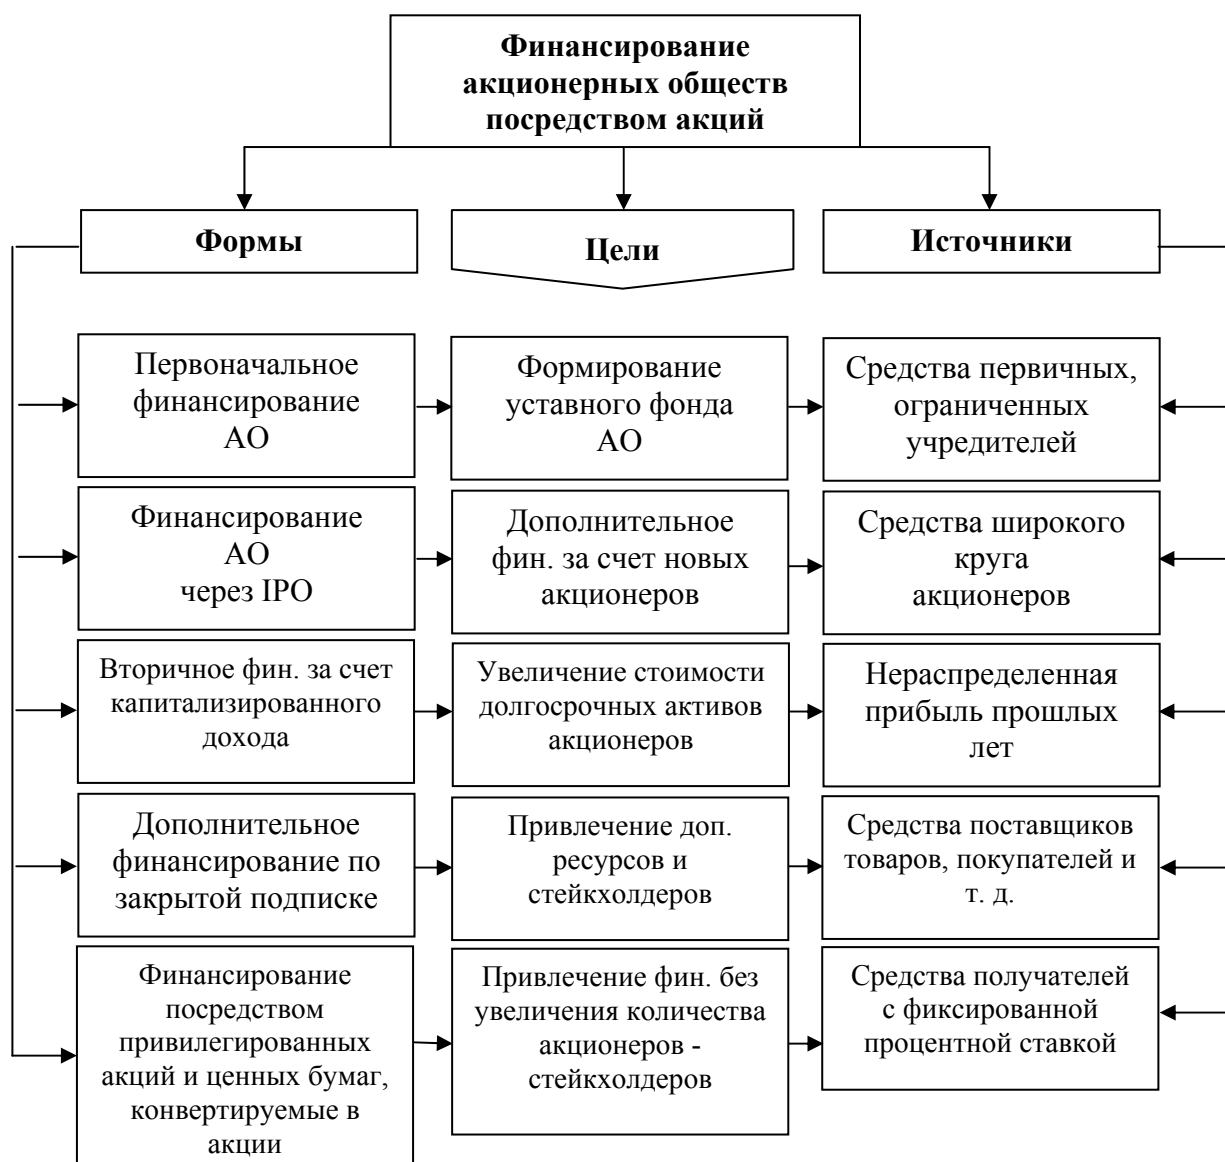 Финансирование
акционерных обществ
посредством акций
Формы
Цели
Источники
Первоначальное
финансирование
АО
Формирование
уставного фонда
АО
Средства первичных,
ограниченных
учредителей
Финансирование
АО
через IPO
Дополнительное
фин. за счет новых
акционеров
Средства широкого
круга
акционеров
Вторичное фин. за счет
капитализированного
дохода
Увеличение стоимости
долгосрочных активов
акционеров
Нераспределенная
прибыль прошлых
лет
Дополнительное
финансирование по
закрытой подписке
Привлечение доп.
ресурсов и
стейкхолдеров
Средства поставщиков
товаров, покупателей и
т. д.
Финансирование
посредством
привилегированных
акций и ценных бумаг,
конвертируемые в
акции
Привлечение фин. без
увеличения количества
акционеров -
стейкхолдеров
Средства получателей
с фиксированной
процентной ставкой